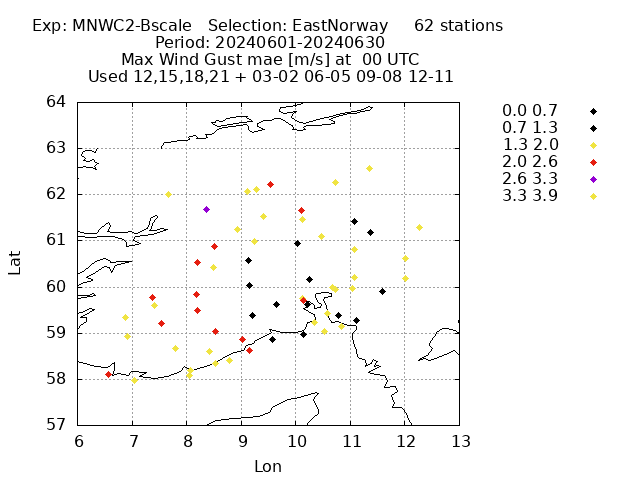 Exp: MNWC2-Bscale   Selection: EastNorway     62 stations
Period: 20240601-20240630
Max Wind Gust mae [m/s] at  00 UTC
Used 12,15,18,21 + 03-02 06-05 09-08 12-11
0.0 0.7
0.7 1.3
1.3 2.0
2.0 2.6
2.6 3.3
3.3 3.9
64
63
62
61
60
59
58
57
Lat
6 7 8 9 10 11 12 13
Lon